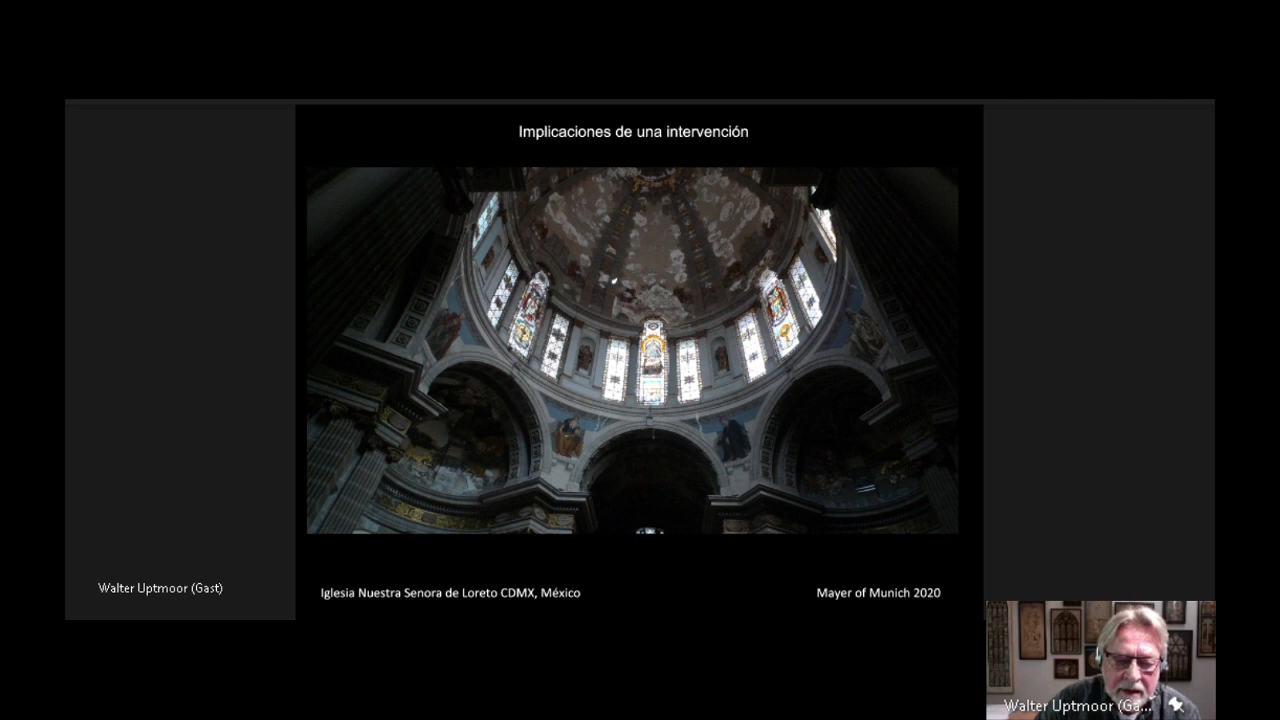 Implicaciones de una intervención
Walter Uptmoor (Gast)
Iglesia Nuestra Senora de Loreto CDMX, México
Mayer of Munich 2020
Walter Uptmoor (Ga...